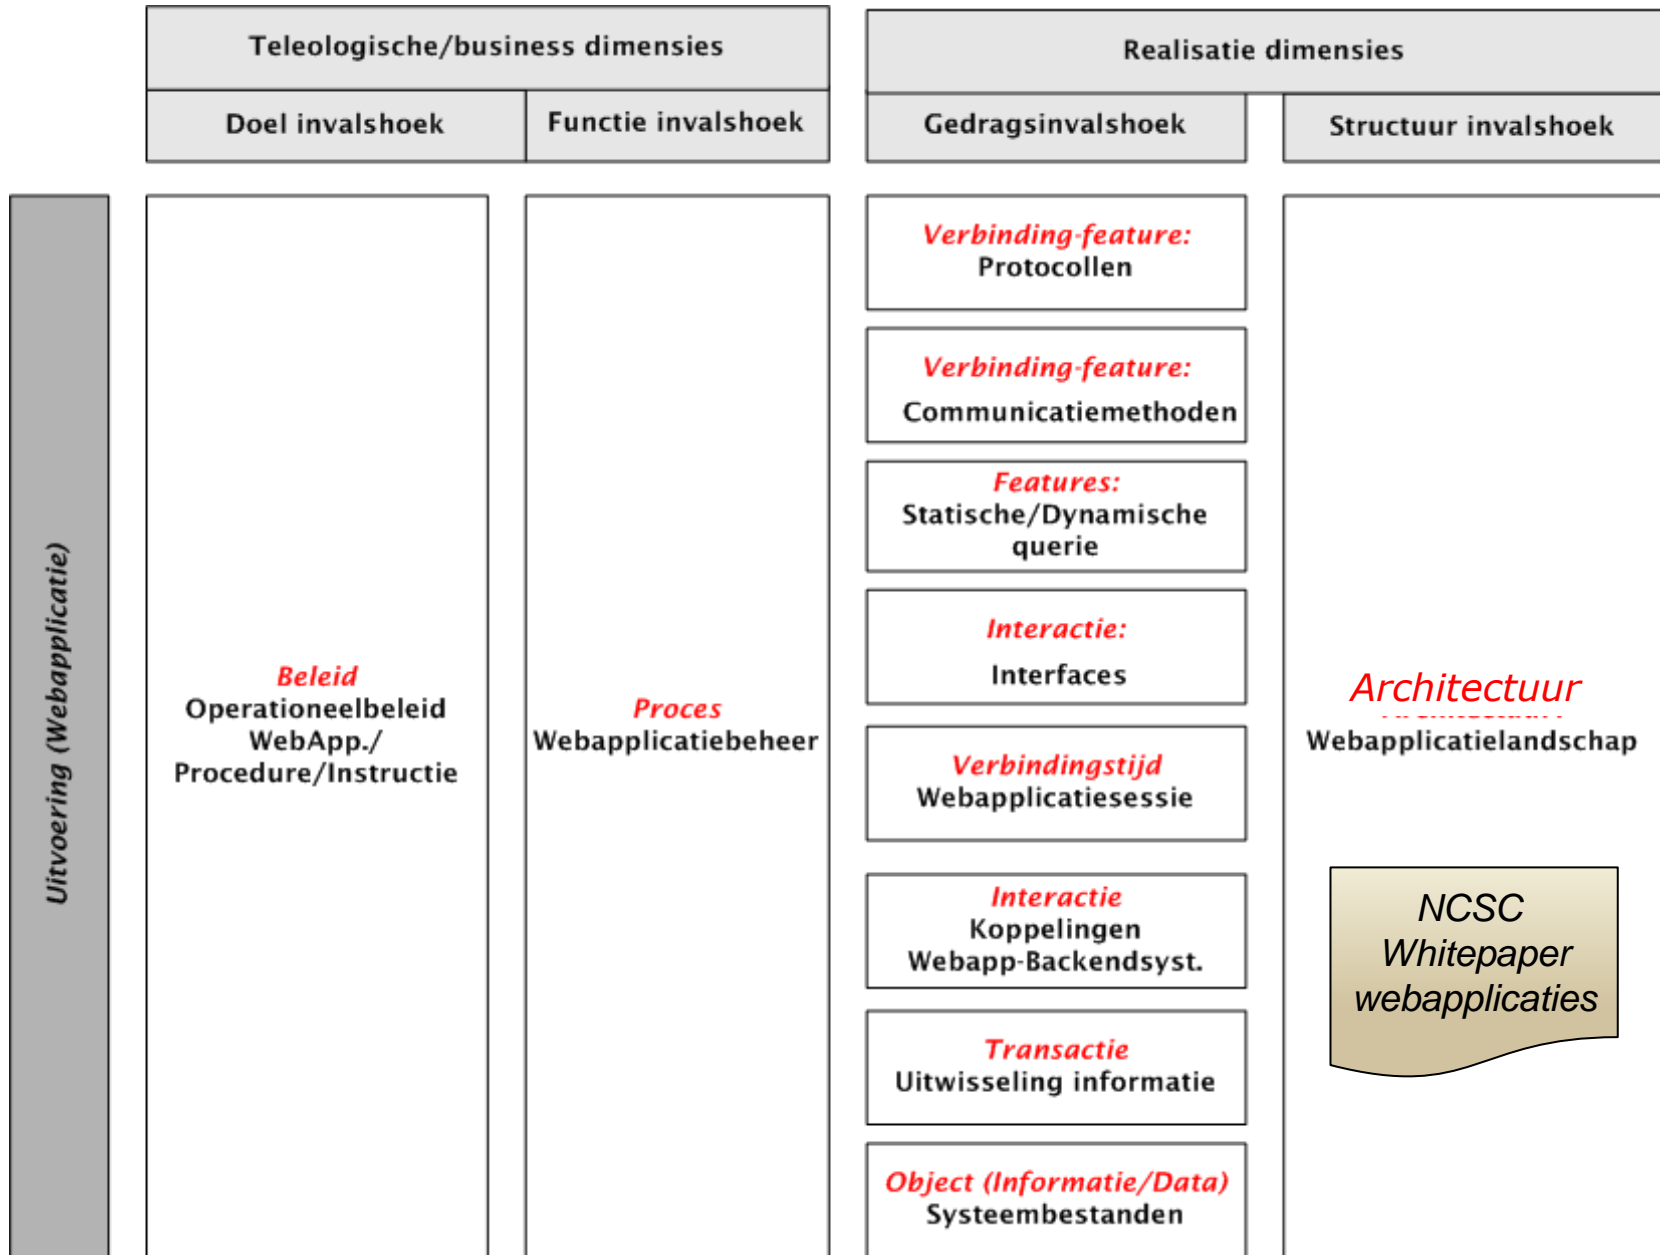 Teleologische/business dimensies
Realisatie dimensies
Doel invalshoek
Functie invalshoek
Gedragsinvalshoek
Structuur invalshoek
Uitvoering (Webapplicatie)
Beleid
Operationeelbeleid
WebApp./
Procedure/Instructie
Proces
Webapplicatiebeheer
Verbinding-feature:
Protocollen
Verbinding-feature:
Communicatiemethoden
Features:
Statische/Dynamische
querie
Interactie:
Interfaces
Verbindingstijd
Webapplicatiesessie
Interactie
Koppelingen
Webapp-Backendsyst.
Transactie
Uitwisseling informatie
Object (Informatie/Data)
Systeembestanden
Architectuur
Webapplicatielandschap
NCSC
Whitepaper
webapplicaties